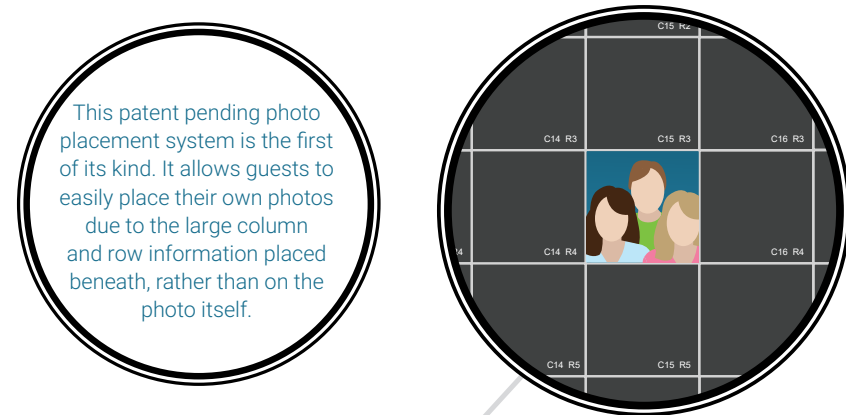 This patent pending photo
placement system is the first
of its kind. It allows guests to
easily place their own photos
due to the large column
and row information placed
beneath, rather than on the
photo itself.
C15 R2
C14 R3 C15 R3 C16 R3
C14 R4 C16 R4
C14 R5 C15 R5